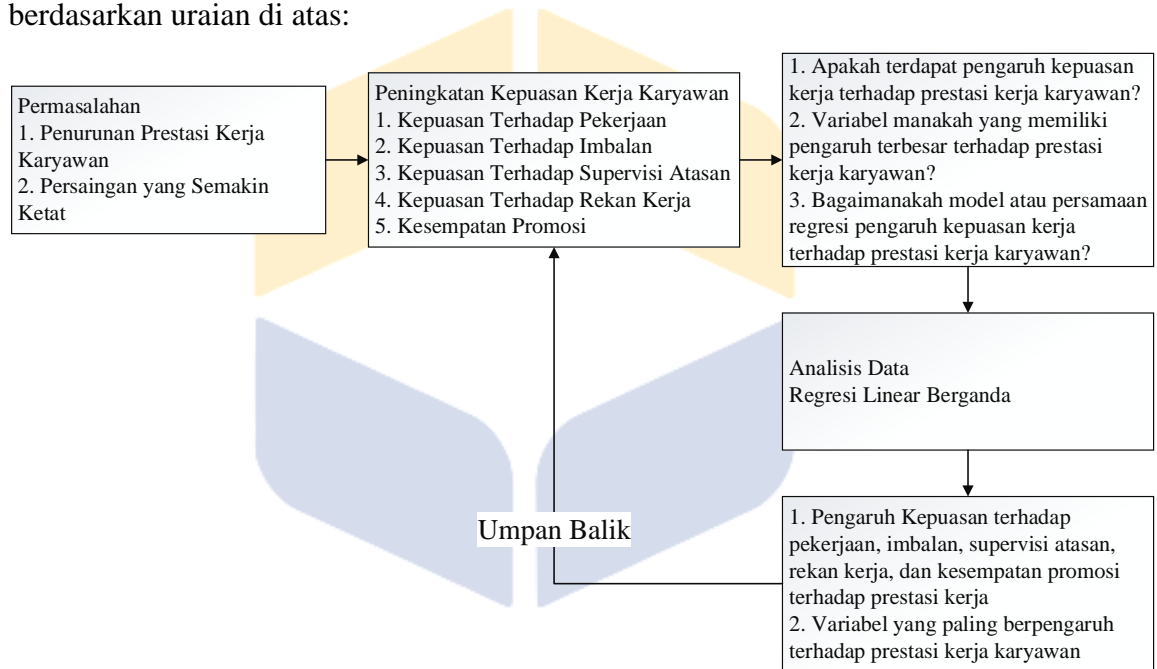 berdasarkan uraian di atas:
Permasalahan
1. Penurunan Prestasi Kerja
Karyawan
2. Persaingan yang Semakin
Ketat
Peningkatan Kepuasan Kerja Karyawan
1. Kepuasan Terhadap Pekerjaan
2. Kepuasan Terhadap Imbalan
3. Kepuasan Terhadap Supervisi Atasan
4. Kepuasan Terhadap Rekan Kerja
5. Kesempatan Promosi
1. Apakah terdapat pengaruh kepuasan
kerja terhadap prestasi kerja karyawan?
2. Variabel manakah yang memiliki
pengaruh terbesar terhadap prestasi
kerja karyawan?
3. Bagaimanakah model atau persamaan
regresi pengaruh kepuasan kerja
terhadap prestasi kerja karyawan?
Analisis Data
Regresi Linear Berganda
Umpan Balik
1. Pengaruh Kepuasan terhadap
pekerjaan, imbalan, supervisi atasan,
rekan kerja, dan kesempatan promosi
terhadap prestasi kerja
2. Variabel yang paling berpengaruh
terhadap prestasi kerja karyawan